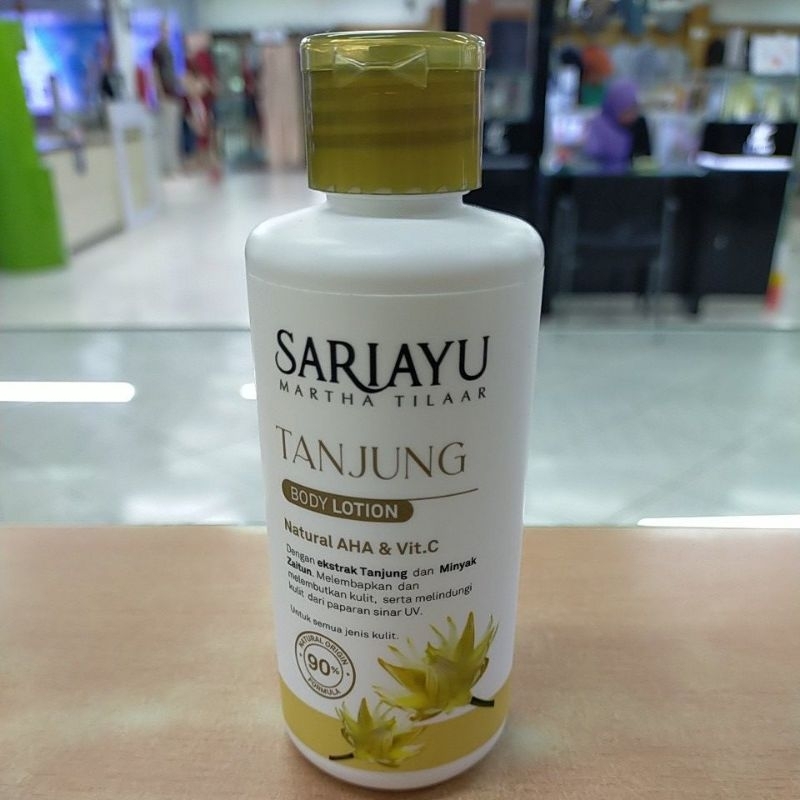 SARIAYU
MARTHA TILAAR
TANJUNG
BODY LOTION
Natural AHA & Vit.C
Dengan ekstrak Tanjung dan Minyak
Zaitun. Melembapkan dan
melembutkan kulit, serta melindungi
kulit dari paparan sinar UV.
Untuk semua jenis kulit.
NATURAL ORIGIN
90%
FORMULA